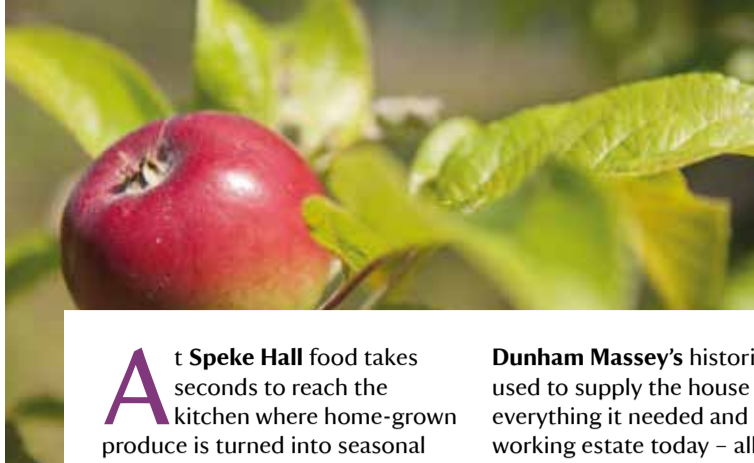 At Speke Hall food takes
seconds to reach the
kitchen where home-grown
produce is turned into seasonal
Dunham Massey's
used to supply the house
everything it needed and
working estate today –